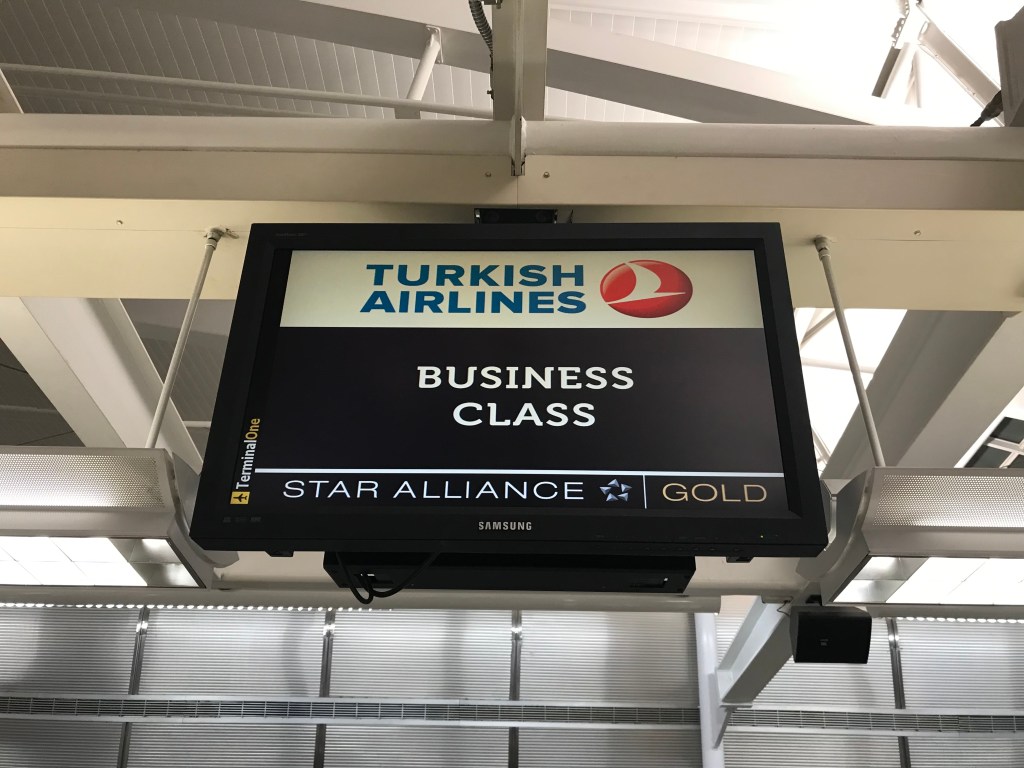 TURKISH
AIRLINES
BUSINESS
CLASS
TerminalOne
STAR ALLIANCE GOLD
SAMSUNG